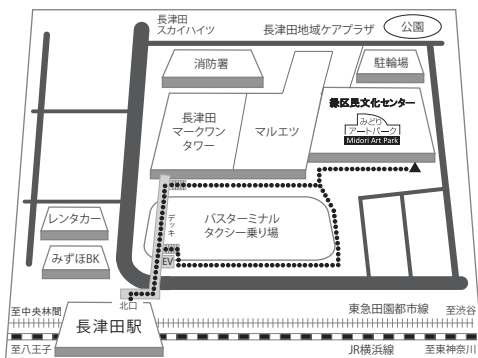 長津田
スカイハイツ
長津田地域ケアプラザ
公園
消防署
駐輪場
緑区民文化センター
みどり
アートパーク
Midori Art Park
長津田
マークワン
タワー
マルエツ
デッキ
バスターミナル
タクシー乗り場
レンタカー
みずほBK
EV
北口
至中央林間
東急田園都市線
至渋谷
長津田駅
至八王子
JR横浜線
至東神奈川